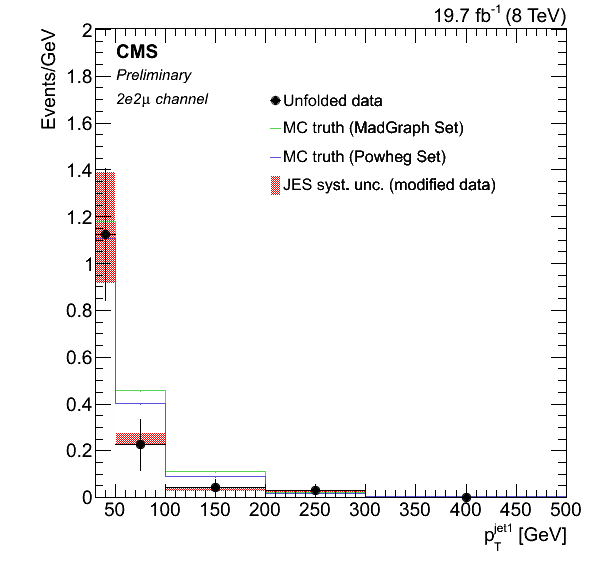 19.7 fb⁻¹ (8 TeV)
Events/GeV
CMS
Preliminary
2e2μ channel
Unfolded data
MC truth (MadGraph Set)
MC truth (Powheg Set)
JES syst. unc. (modified data)
2
1.8
1.6
1.4
1.2
1
0.8
0.6
0.4
0.2
0
50 100 150 200 250 300 350 400 450 500
p_T^jet1 [GeV]